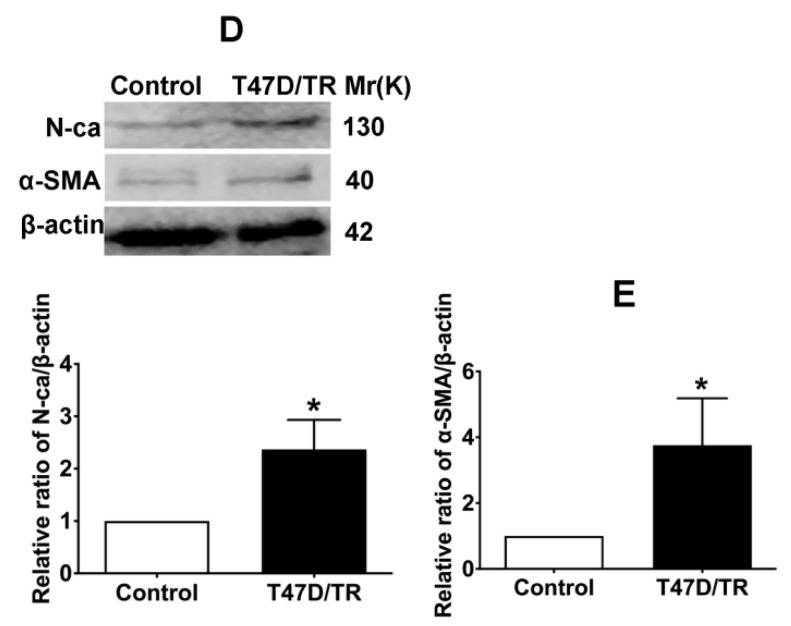 D
Control T47D/TR Mr(K)
N-ca 130
α-SMA 40
β-actin 42
E
Relative ratio of N-ca/β-actin
4
3
2
1
0
*
Control T47D/TR
Relative ratio of α-SMA/β-actin
6
4
2
0
*
Control T47D/TR